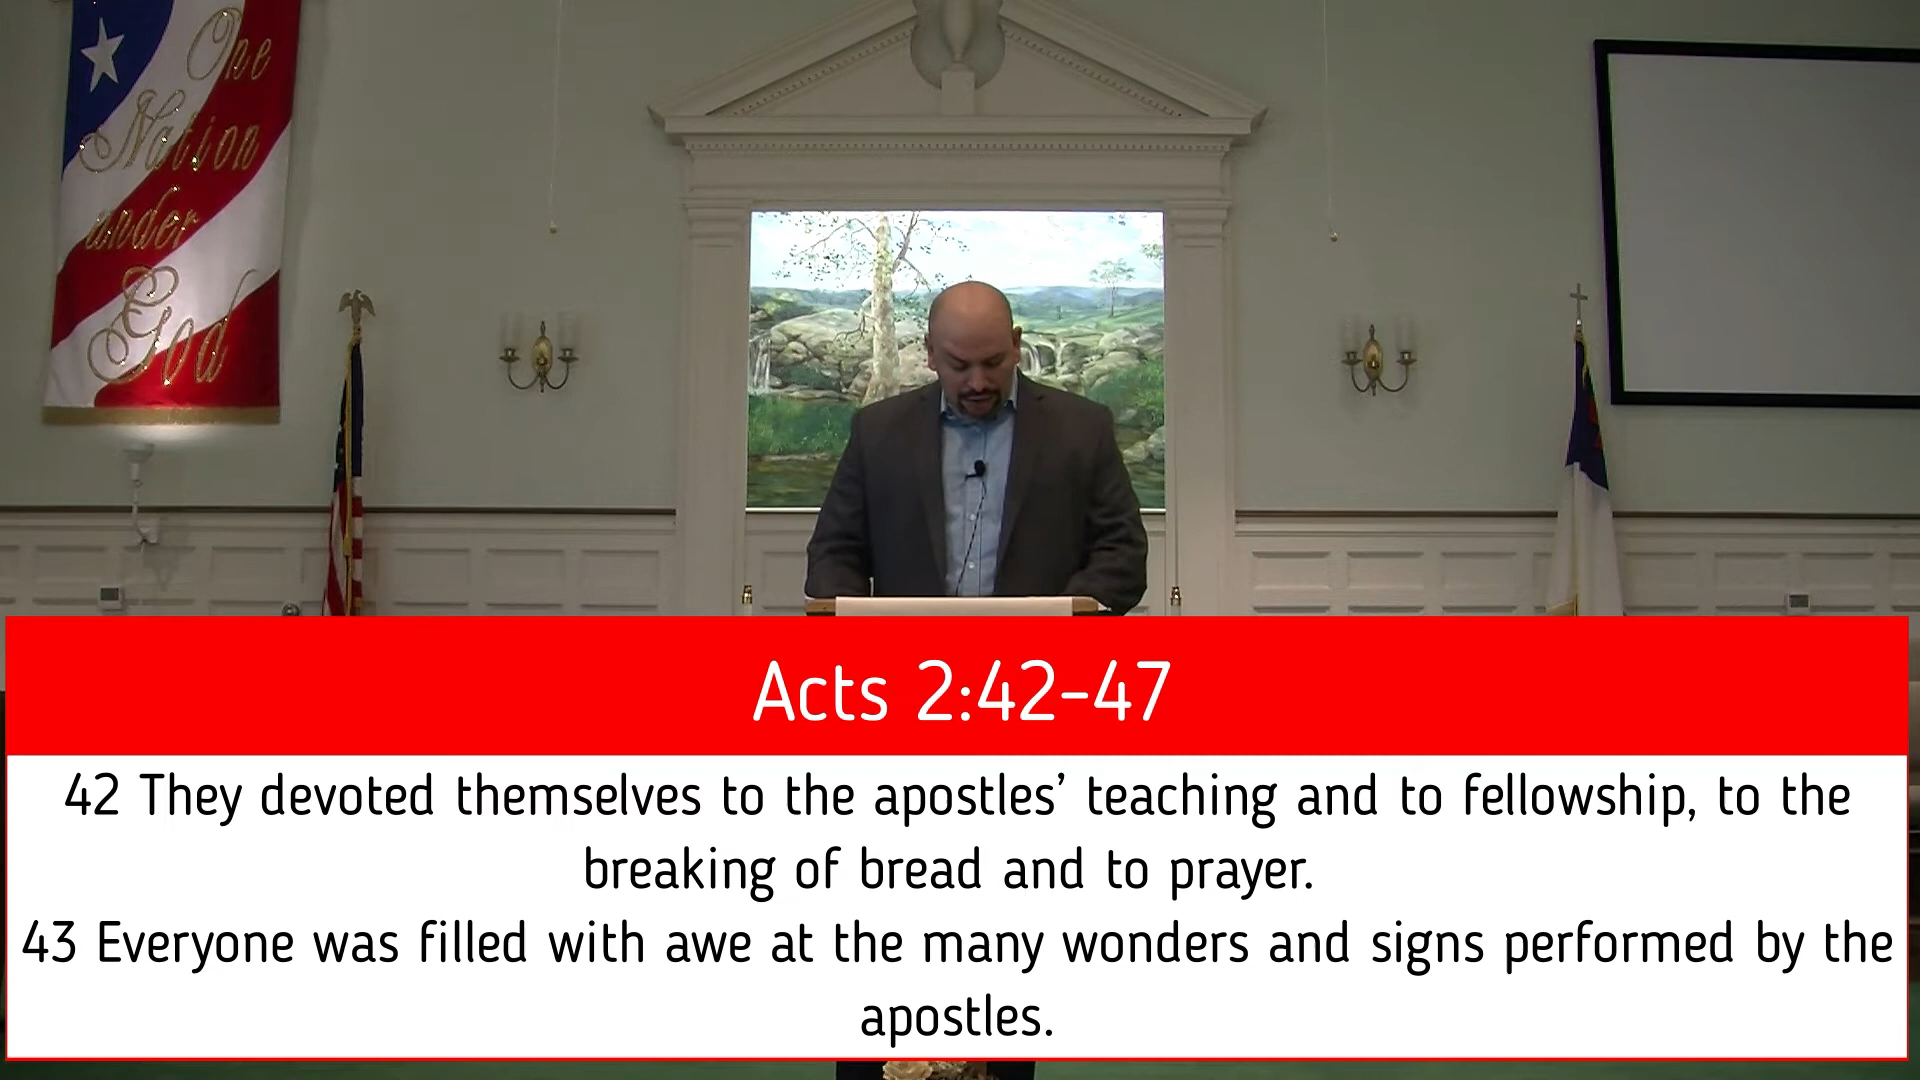 One
Nation
under
God
Acts 2:42-47
42 They devoted themselves to the apostles’ teaching and to fellowship, to the
breaking of bread and to prayer.
43 Everyone was filled with awe at the many wonders and signs performed by the
apostles.